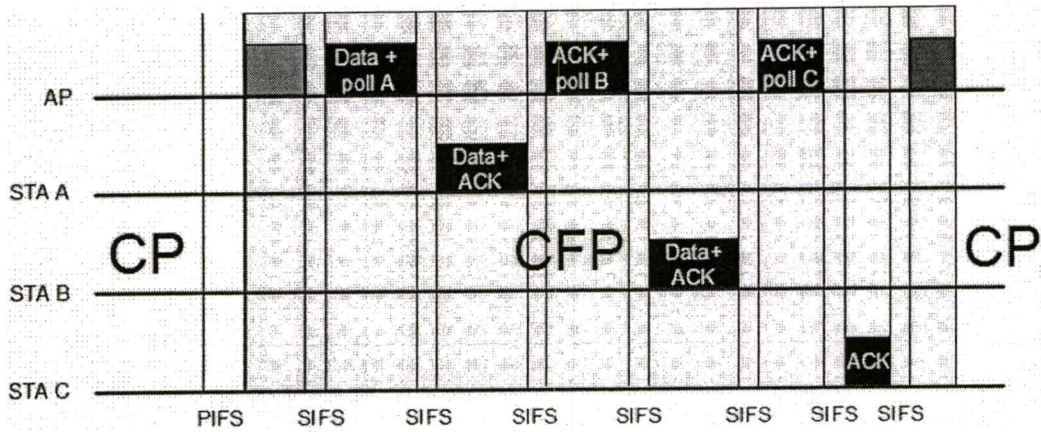 Data +
poll A
ACK+
poll B
ACK+
poll C
AP
Data+
ACK
STA A
CP
CFP
CP
Data+
ACK
STA B
ACK
STA C
PIFS
SIFS
SIFS
SIFS
SIFS
SIFS
SIFS
SIFS